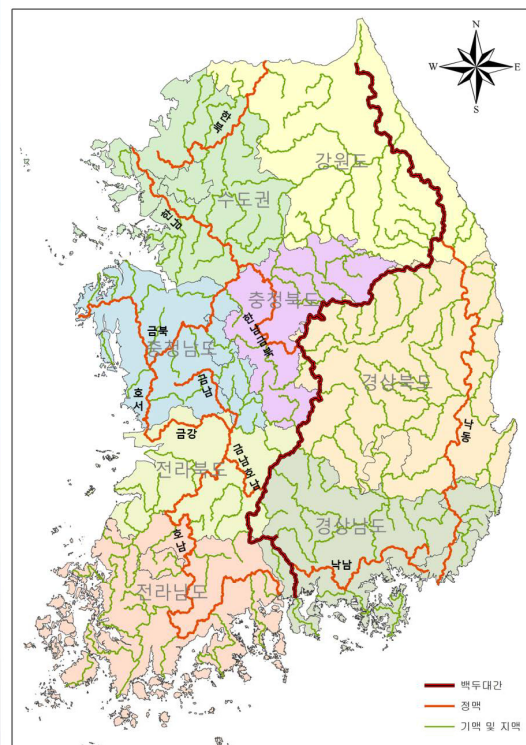 N
W
E
S
한북
강원도
수도권
한남
충청북도
금북
한남금북
충청남도
경상북도
금남
호서
낙동
금강
금남호남
전라북도
경상남도
호남
낙남
전라남도
백두대간
정맥
기맥 및 지맥